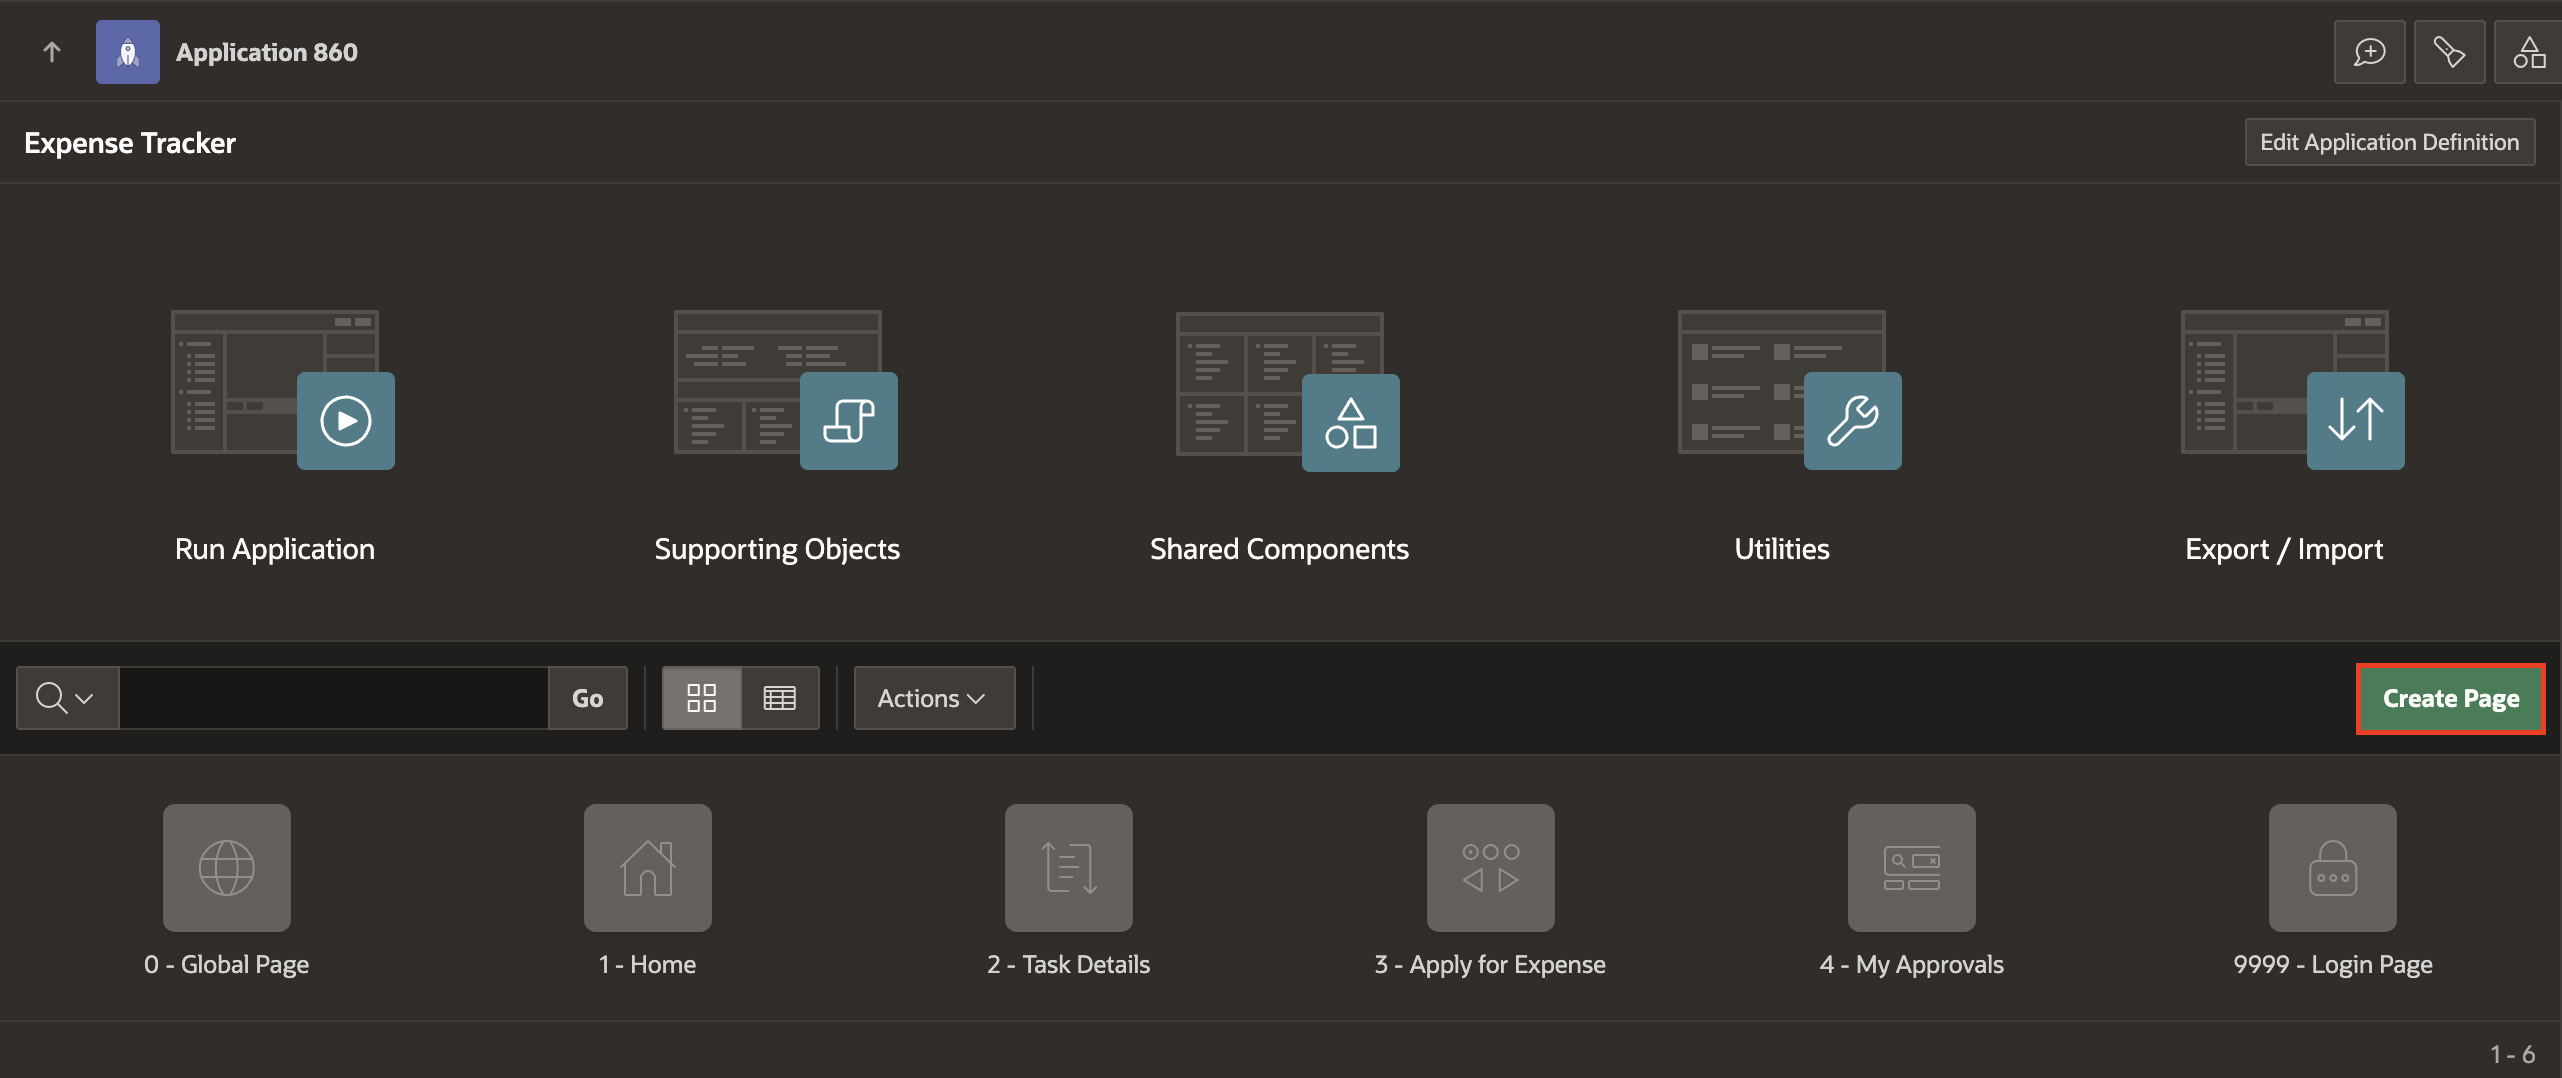 Application 860
Expense Tracker
Edit Application Definition
Run Application
Supporting Objects
Shared Components
Utilities
Export / Import
Go
Actions
Create Page
0 - Global Page
1 - Home
2 - Task Details
3 - Apply for Expense
4 - My Approvals
9999 - Login Page
1 - 6